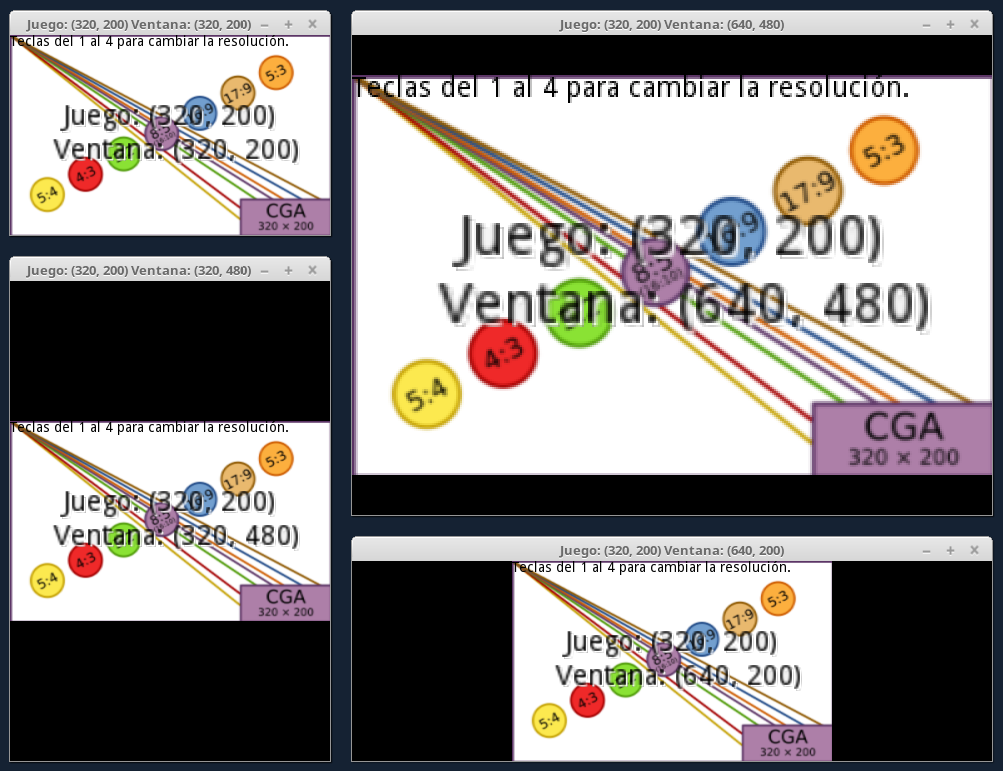 Juego: (320, 200) Ventana: (320, 200)
Teclas del 1 al 4 para cambiar la resolución.
5:3
17:9
Juego: (320, 200)
8:5
Ventana: (320, 200)
4:3
5:4
CGA
320 × 200
Juego: (320, 200) Ventana: (640, 480)
Teclas del 1 al 4 para cambiar la resolución.
5:3
17:9
Juego: (320, 200)
8:5
(16:10)
Ventana: (640, 480)
4:3
5:4
CGA
320 × 200
Juego: (320, 200) Ventana: (320, 480)
Teclas del 1 al 4 para cambiar la resolución.
5:3
17:9
Juego: (320, 200)
8:5
Ventana: (320, 480)
4:3
5:4
CGA
320 × 200
Juego: (320, 200) Ventana: (640, 200)
Teclas del 1 al 4 para cambiar la resolución.
5:3
17:9
Juego: (320, 200)
8:5
Ventana: (640, 200)
4:3
5:4
CGA
320 × 200